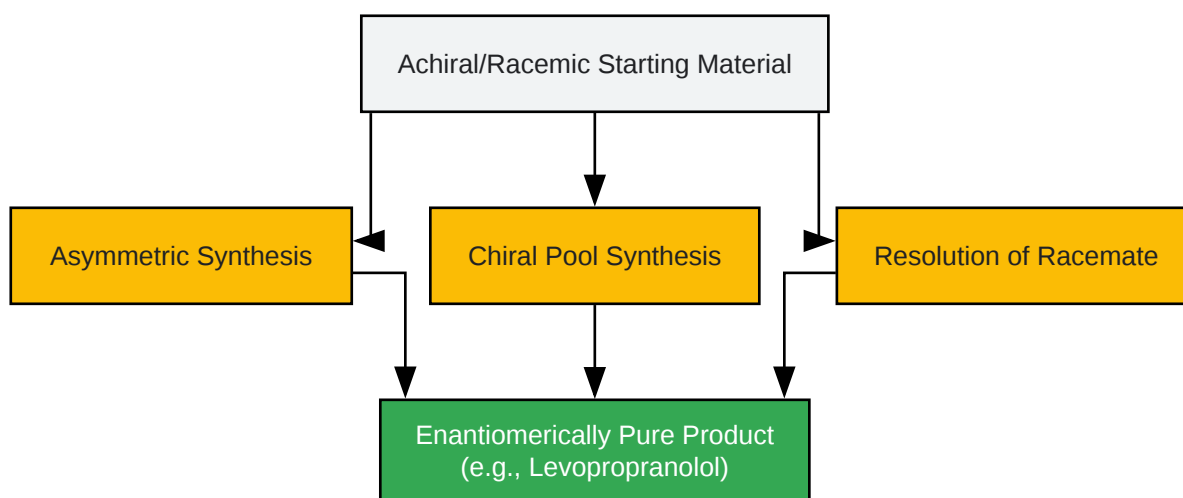 Achiral/Racemic Starting Material
Asymmetric Synthesis
Chiral Pool Synthesis
Resolution of Racemate
Enantiomerically Pure Product
(e.g., Levopropranolol)